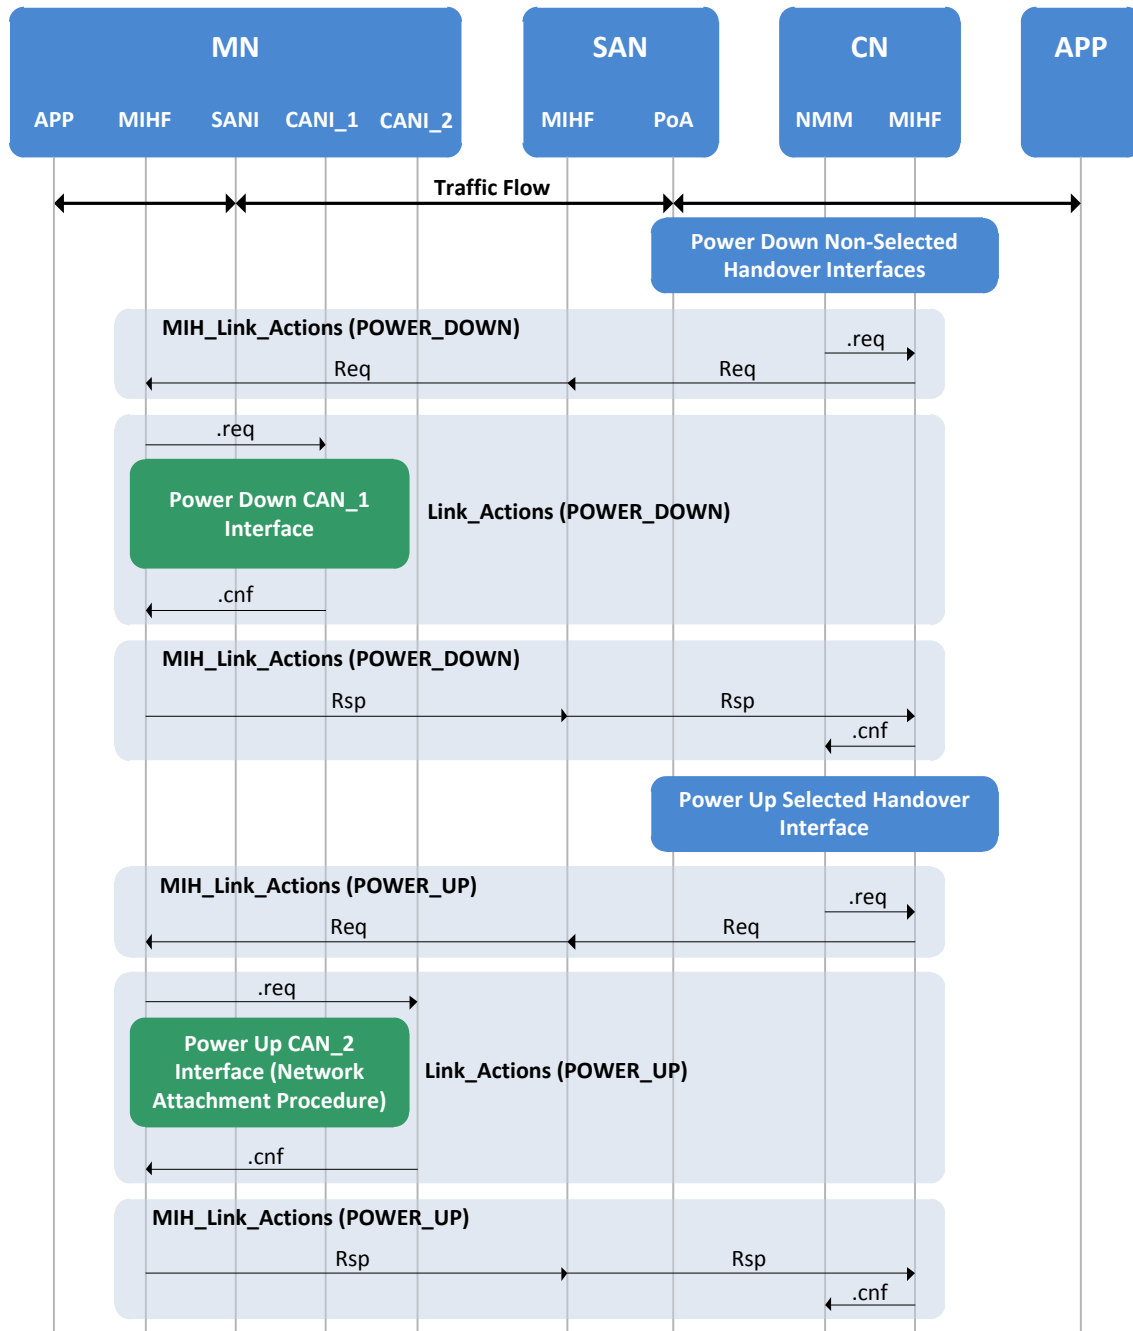 MN
SAN
CN
APP
APP
MIHF
SANI
CANI_1
CANI_2
MIHF
PoA
NMM
MIHF
Traffic Flow
Power Down Non-Selected
Handover Interfaces
MIH_Link_Actions (POWER_DOWN)
.req
Req
Req
.req
Power Down CAN_1
Interface
Link_Actions (POWER_DOWN)
.cnf
MIH_Link_Actions (POWER_DOWN)
Rsp
Rsp
.cnf
Power Up Selected Handover
Interface
MIH_Link_Actions (POWER_UP)
.req
Req
Req
.req
Power Up CAN_2
Interface (Network
Attachment Procedure)
Link_Actions (POWER_UP)
.cnf
MIH_Link_Actions (POWER_UP)
Rsp
Rsp
.cnf